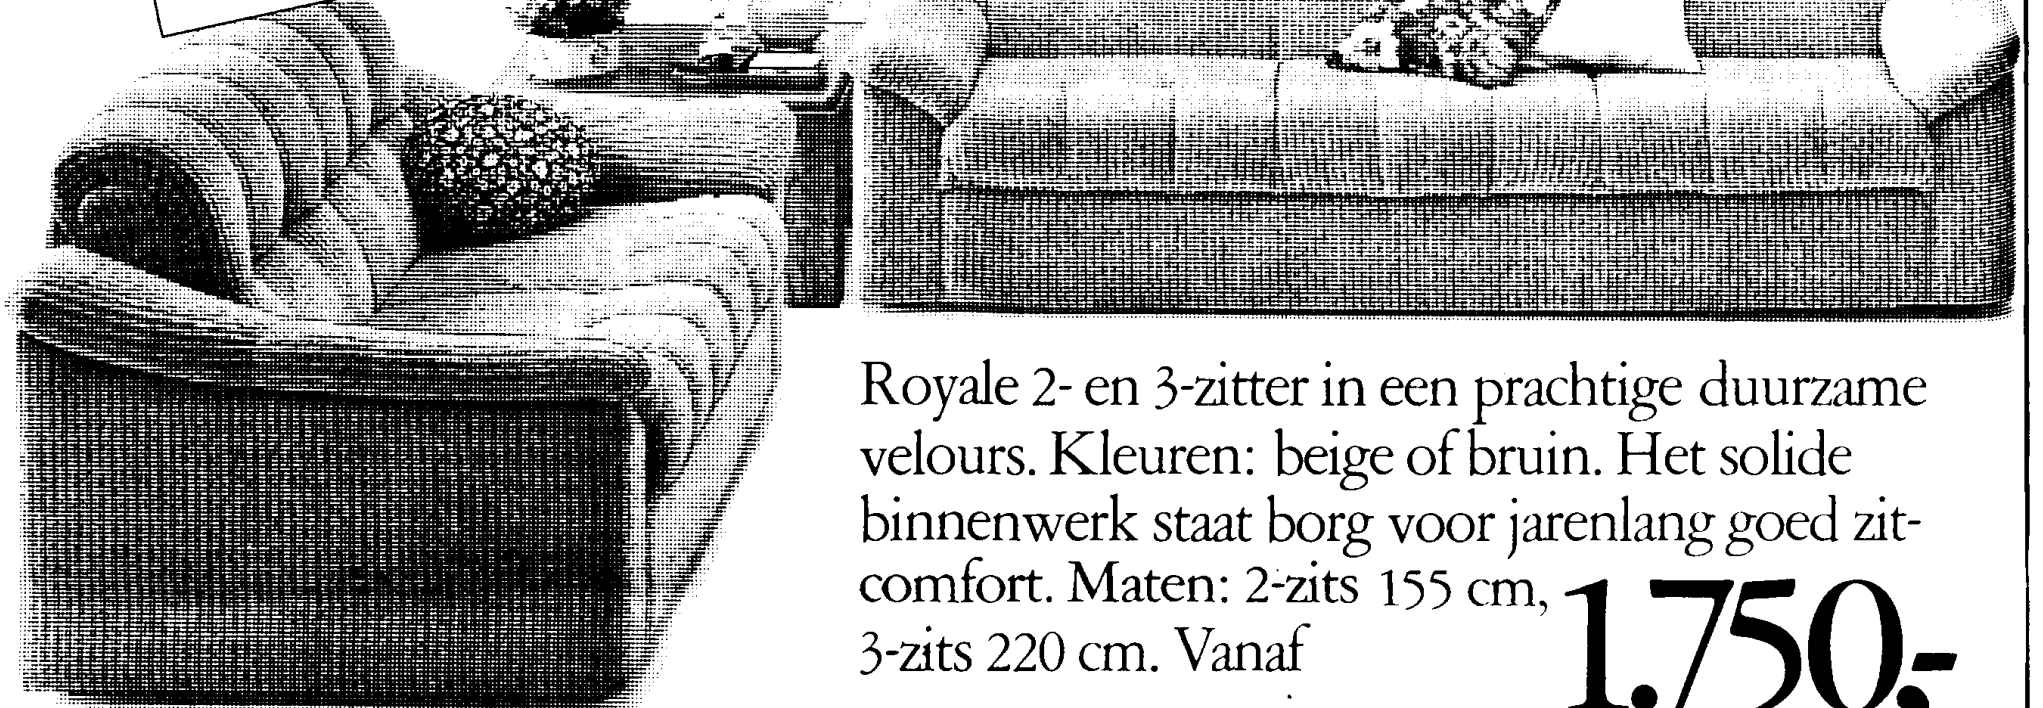 Royale 2- en 3-zitter in een prachtige duurzame
velours. Kleuren: beige of bruin. Het solide
binnenwerk staat borg voor jarenlang goed zit-
comfort. Maten: 2-zits 155 cm,
3-zits 220 cm. Vanaf 1.750,-